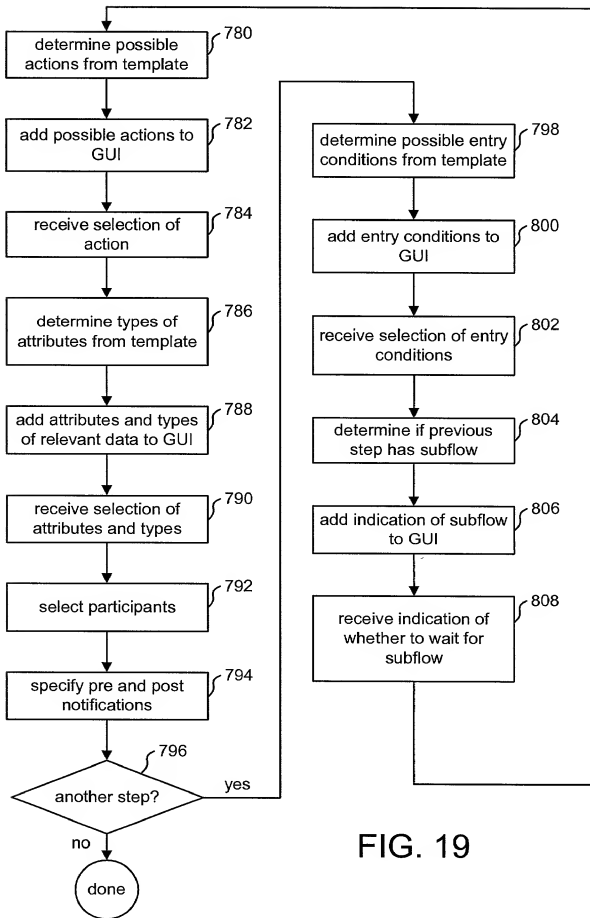 determine possible
actions from template
780
add possible actions to
GUI
782
receive selection of
action
784
determine types of
attributes from template
786
add attributes and types
of relevant data to GUI
788
receive selection of
attributes and types
790
select participants
792
specify pre and post
notifications
794
another step?
796
yes
no
done
determine possible entry
conditions from template
798
add entry conditions to
GUI
800
receive selection of entry
conditions
802
determine if previous
step has subflow
804
add indication of subflow
to GUI
806
receive indication of
whether to wait for
subflow
808
FIG. 19